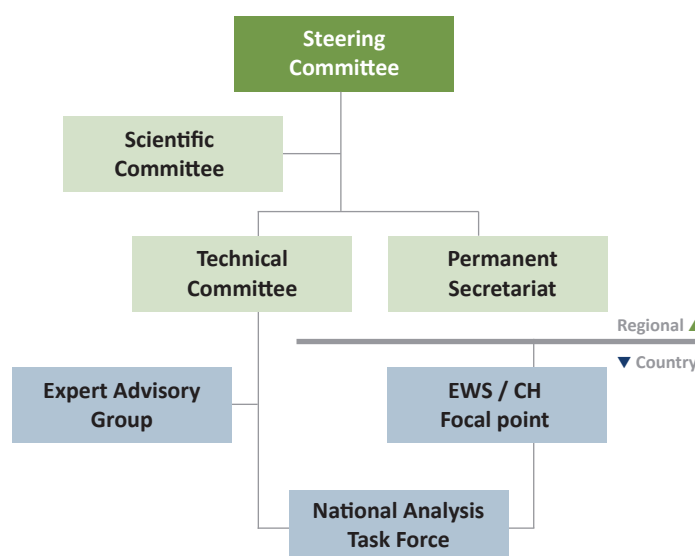 Steering
Committee
Scientific
Committee
Technical
Committee
Permanent
Secretariat
Regional
Country
Expert Advisory
Group
EWS / CH
Focal point
National Analysis
Task Force